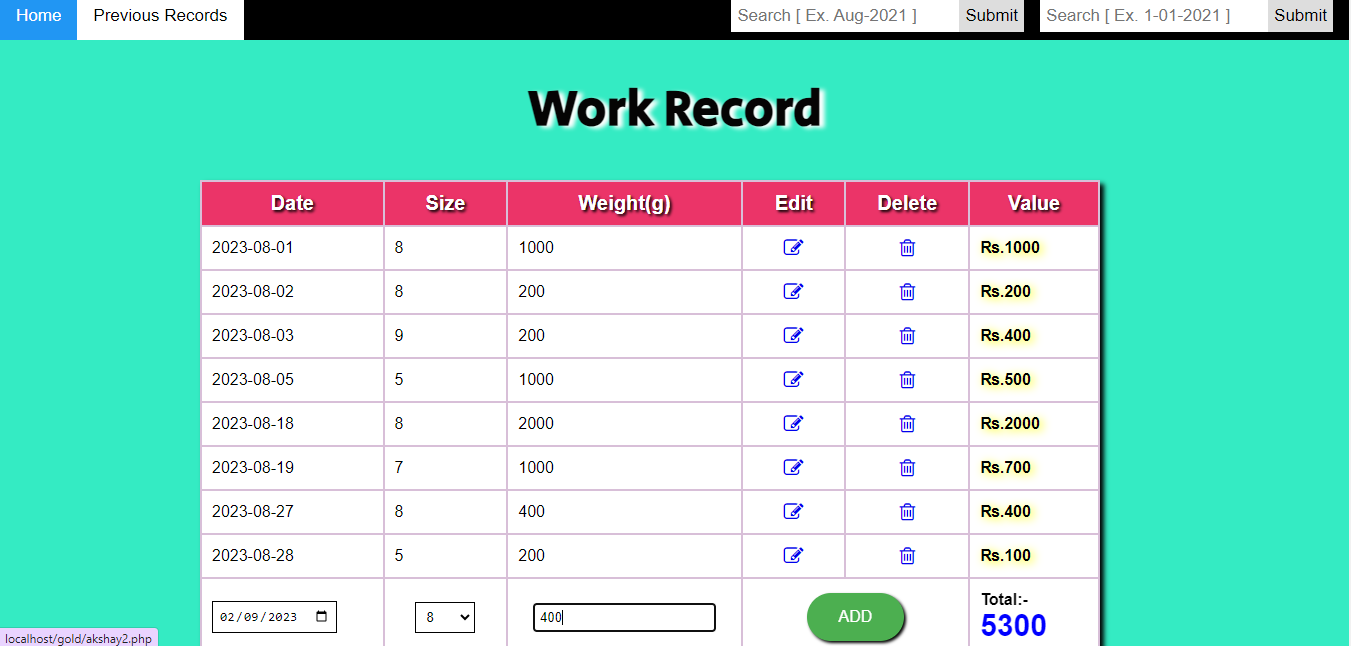 Home Previous Records Search [ Ex. Aug-2021 ] Submit Search [ Ex. 1-01-2021 ] Submit
Work Record
Date Size Weight(g) Edit Delete Value
2023-08-01 8 1000 Rs.1000
2023-08-02 8 200 Rs.200
2023-08-03 9 200 Rs.400
2023-08-05 5 1000 Rs.500
2023-08-18 8 2000 Rs.2000
2023-08-19 7 1000 Rs.700
2023-08-27 8 400 Rs.400
2023-08-28 5 200 Rs.100
02/09/2023 8 400 ADD Total:-
5300
localhost/gold/akshay2.php